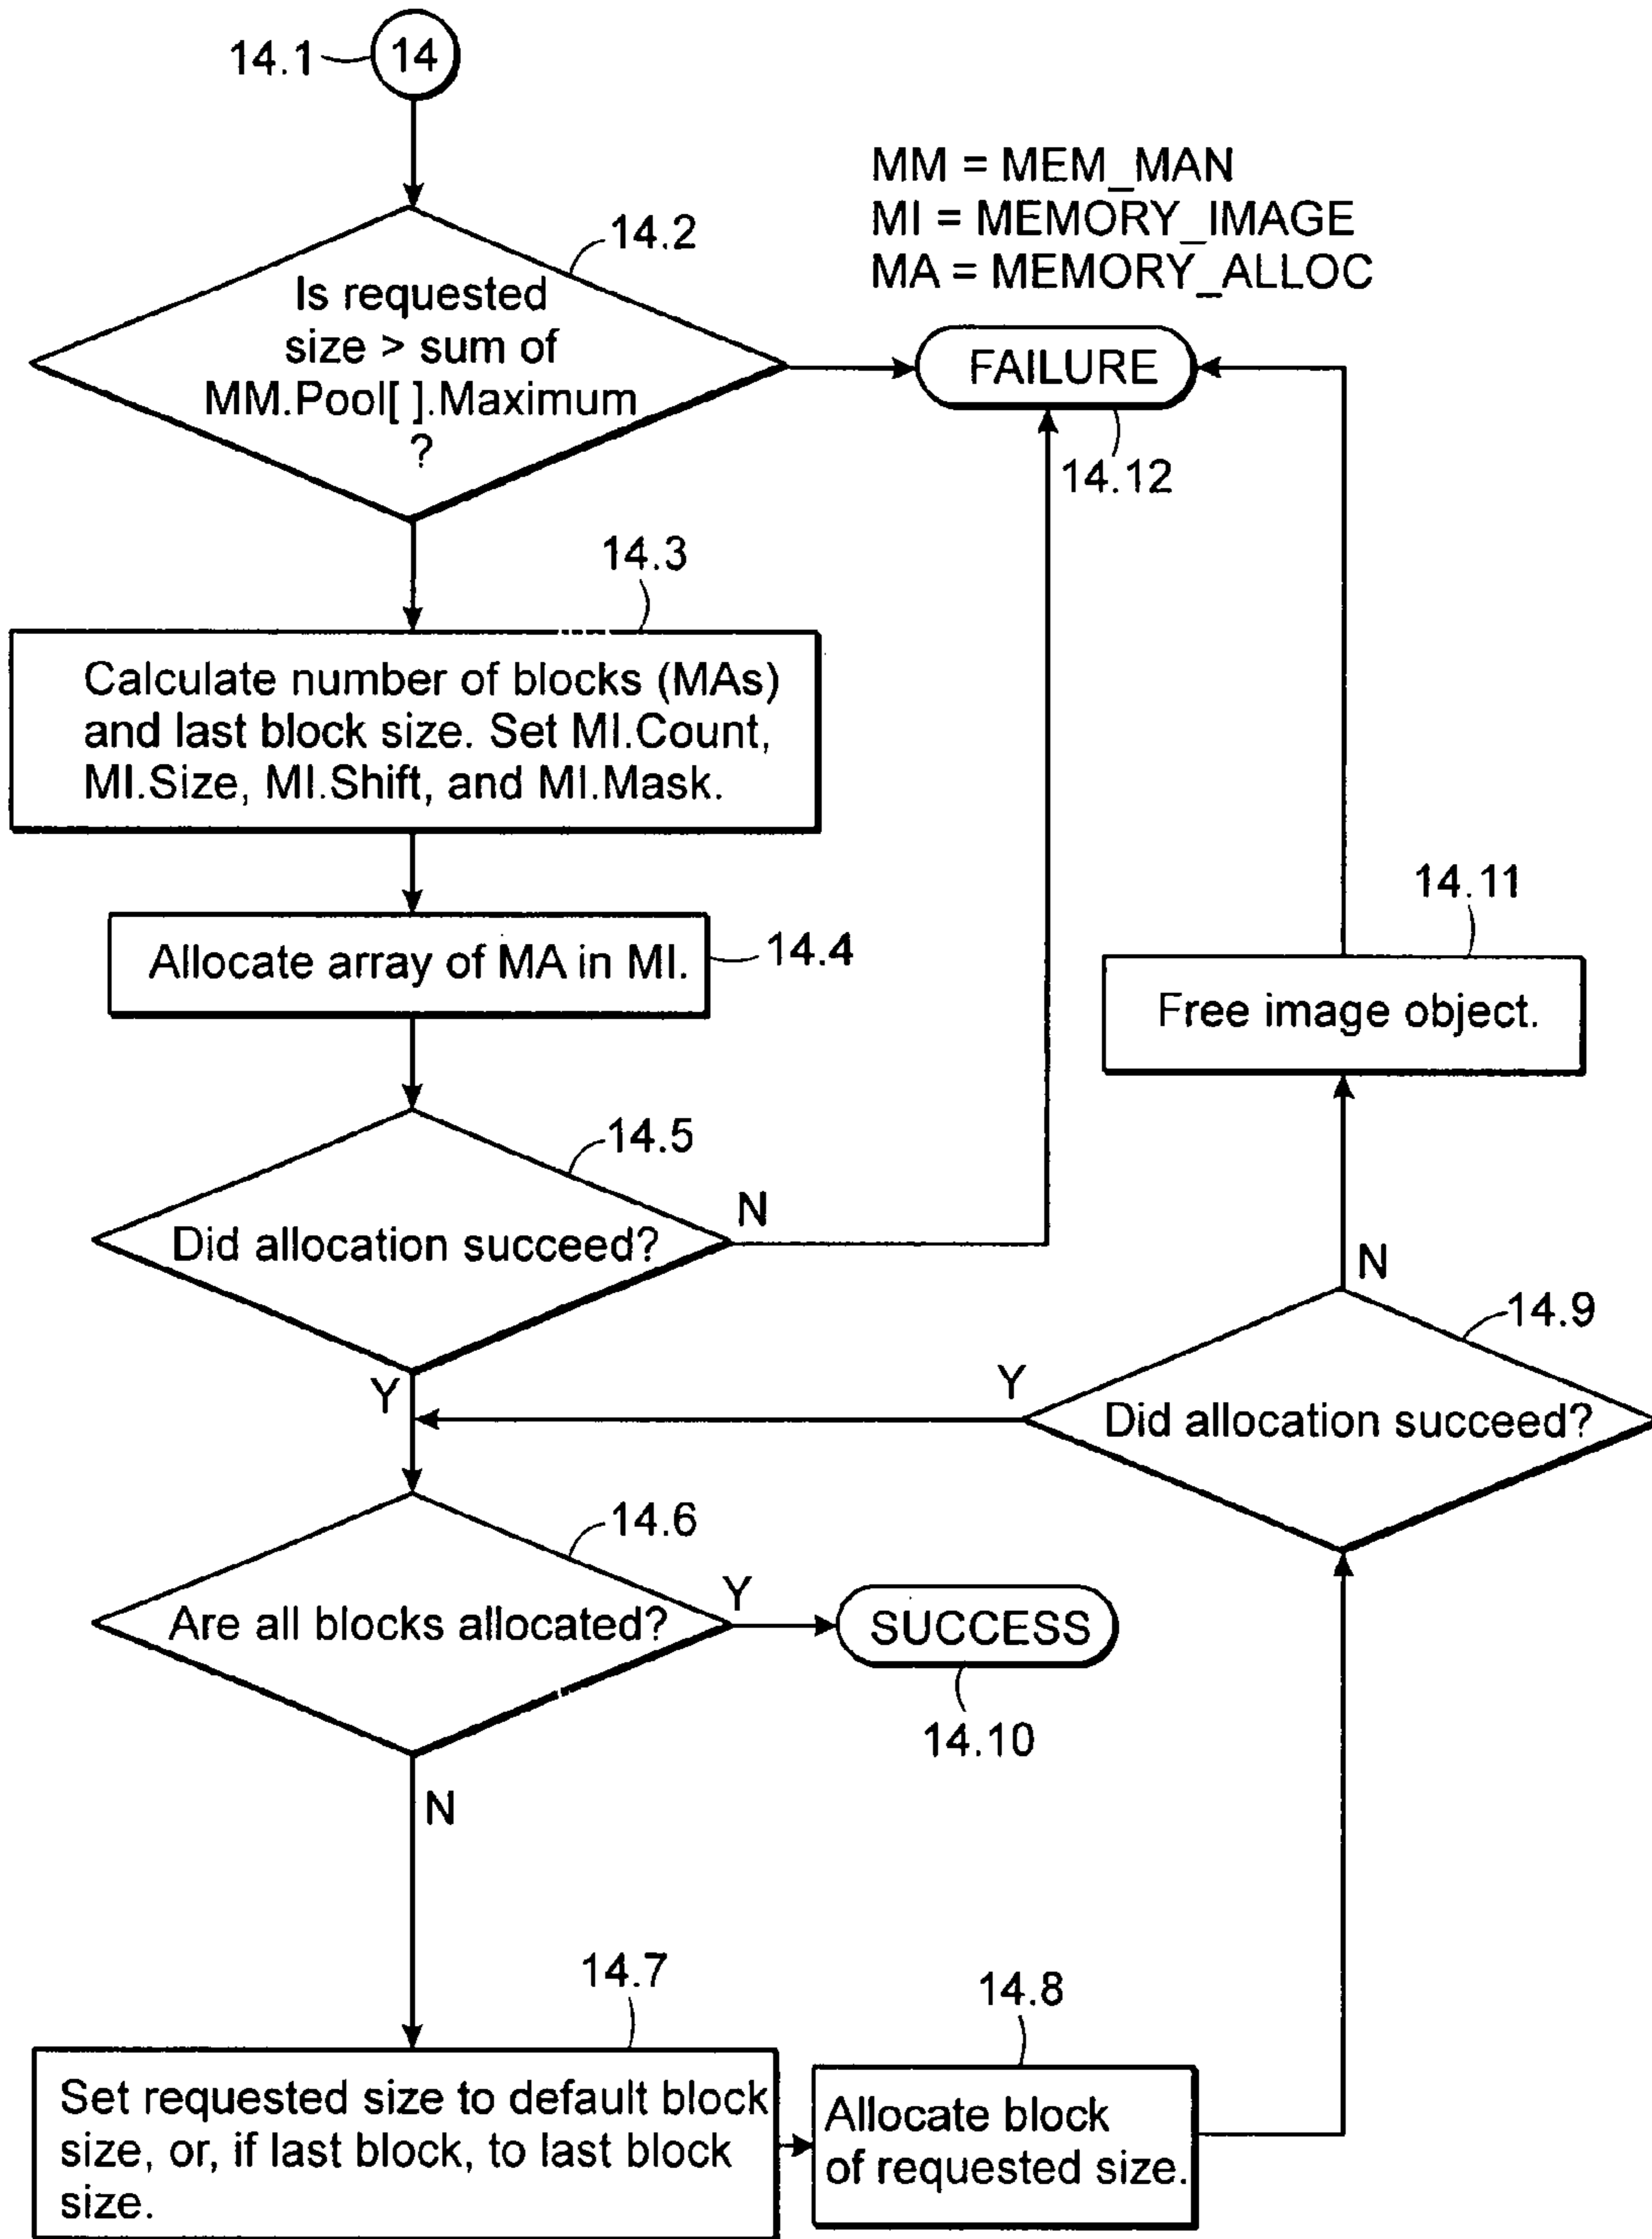 14.1
14
MM = MEM_MAN
MI = MEMORY_IMAGE
MA = MEMORY_ALLOC
14.2
Is requested
size > sum of
MM.Pool[ ].Maximum
?
FAILURE
14.12
14.3
Calculate number of blocks (MAs)
and last block size. Set MI.Count,
MI.Size, MI.Shift, and MI.Mask.
Allocate array of MA in MI.
14.4
14.11
Free image object.
14.5
Did allocation succeed?
N
Y
N
14.9
Did allocation succeed?
Y
14.6
Are all blocks allocated?
Y
SUCCESS
14.10
N
14.7
Set requested size to default block
size, or, if last block, to last block
size.
14.8
Allocate block
of requested size.